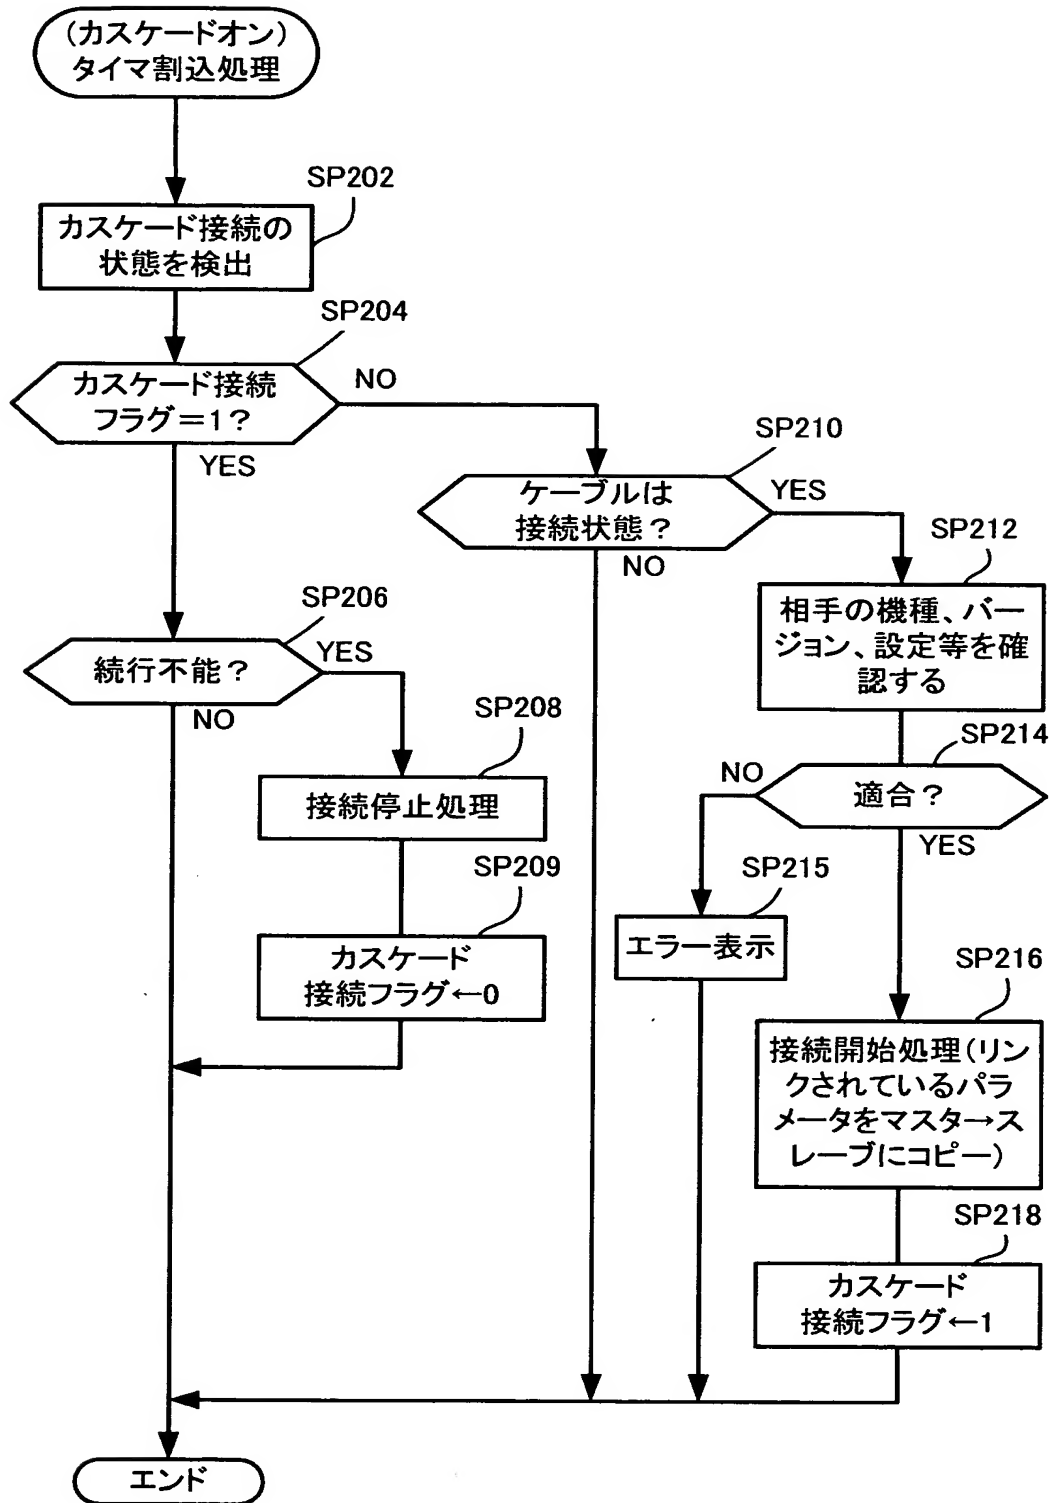 (カスケードオン)
タイマ割込処理
SP202
カスケード接続の
状態を検出
SP204
カスケード接続
フラグ＝1？
NO
YES
SP210
ケーブルは
接続状態？
YES
NO
SP212
相手の機種、バー
ジョン、設定等を確
認する
SP206
続行不能？
YES
NO
SP208
接続停止処理
SP209
カスケード
接続フラグ←0
SP214
適合？
NO
YES
SP215
エラー表示
SP216
接続開始処理(リン
クされているパラ
メータをマスタ→ス
レーブにコピー)
SP218
カスケード
接続フラグ←1
エンド